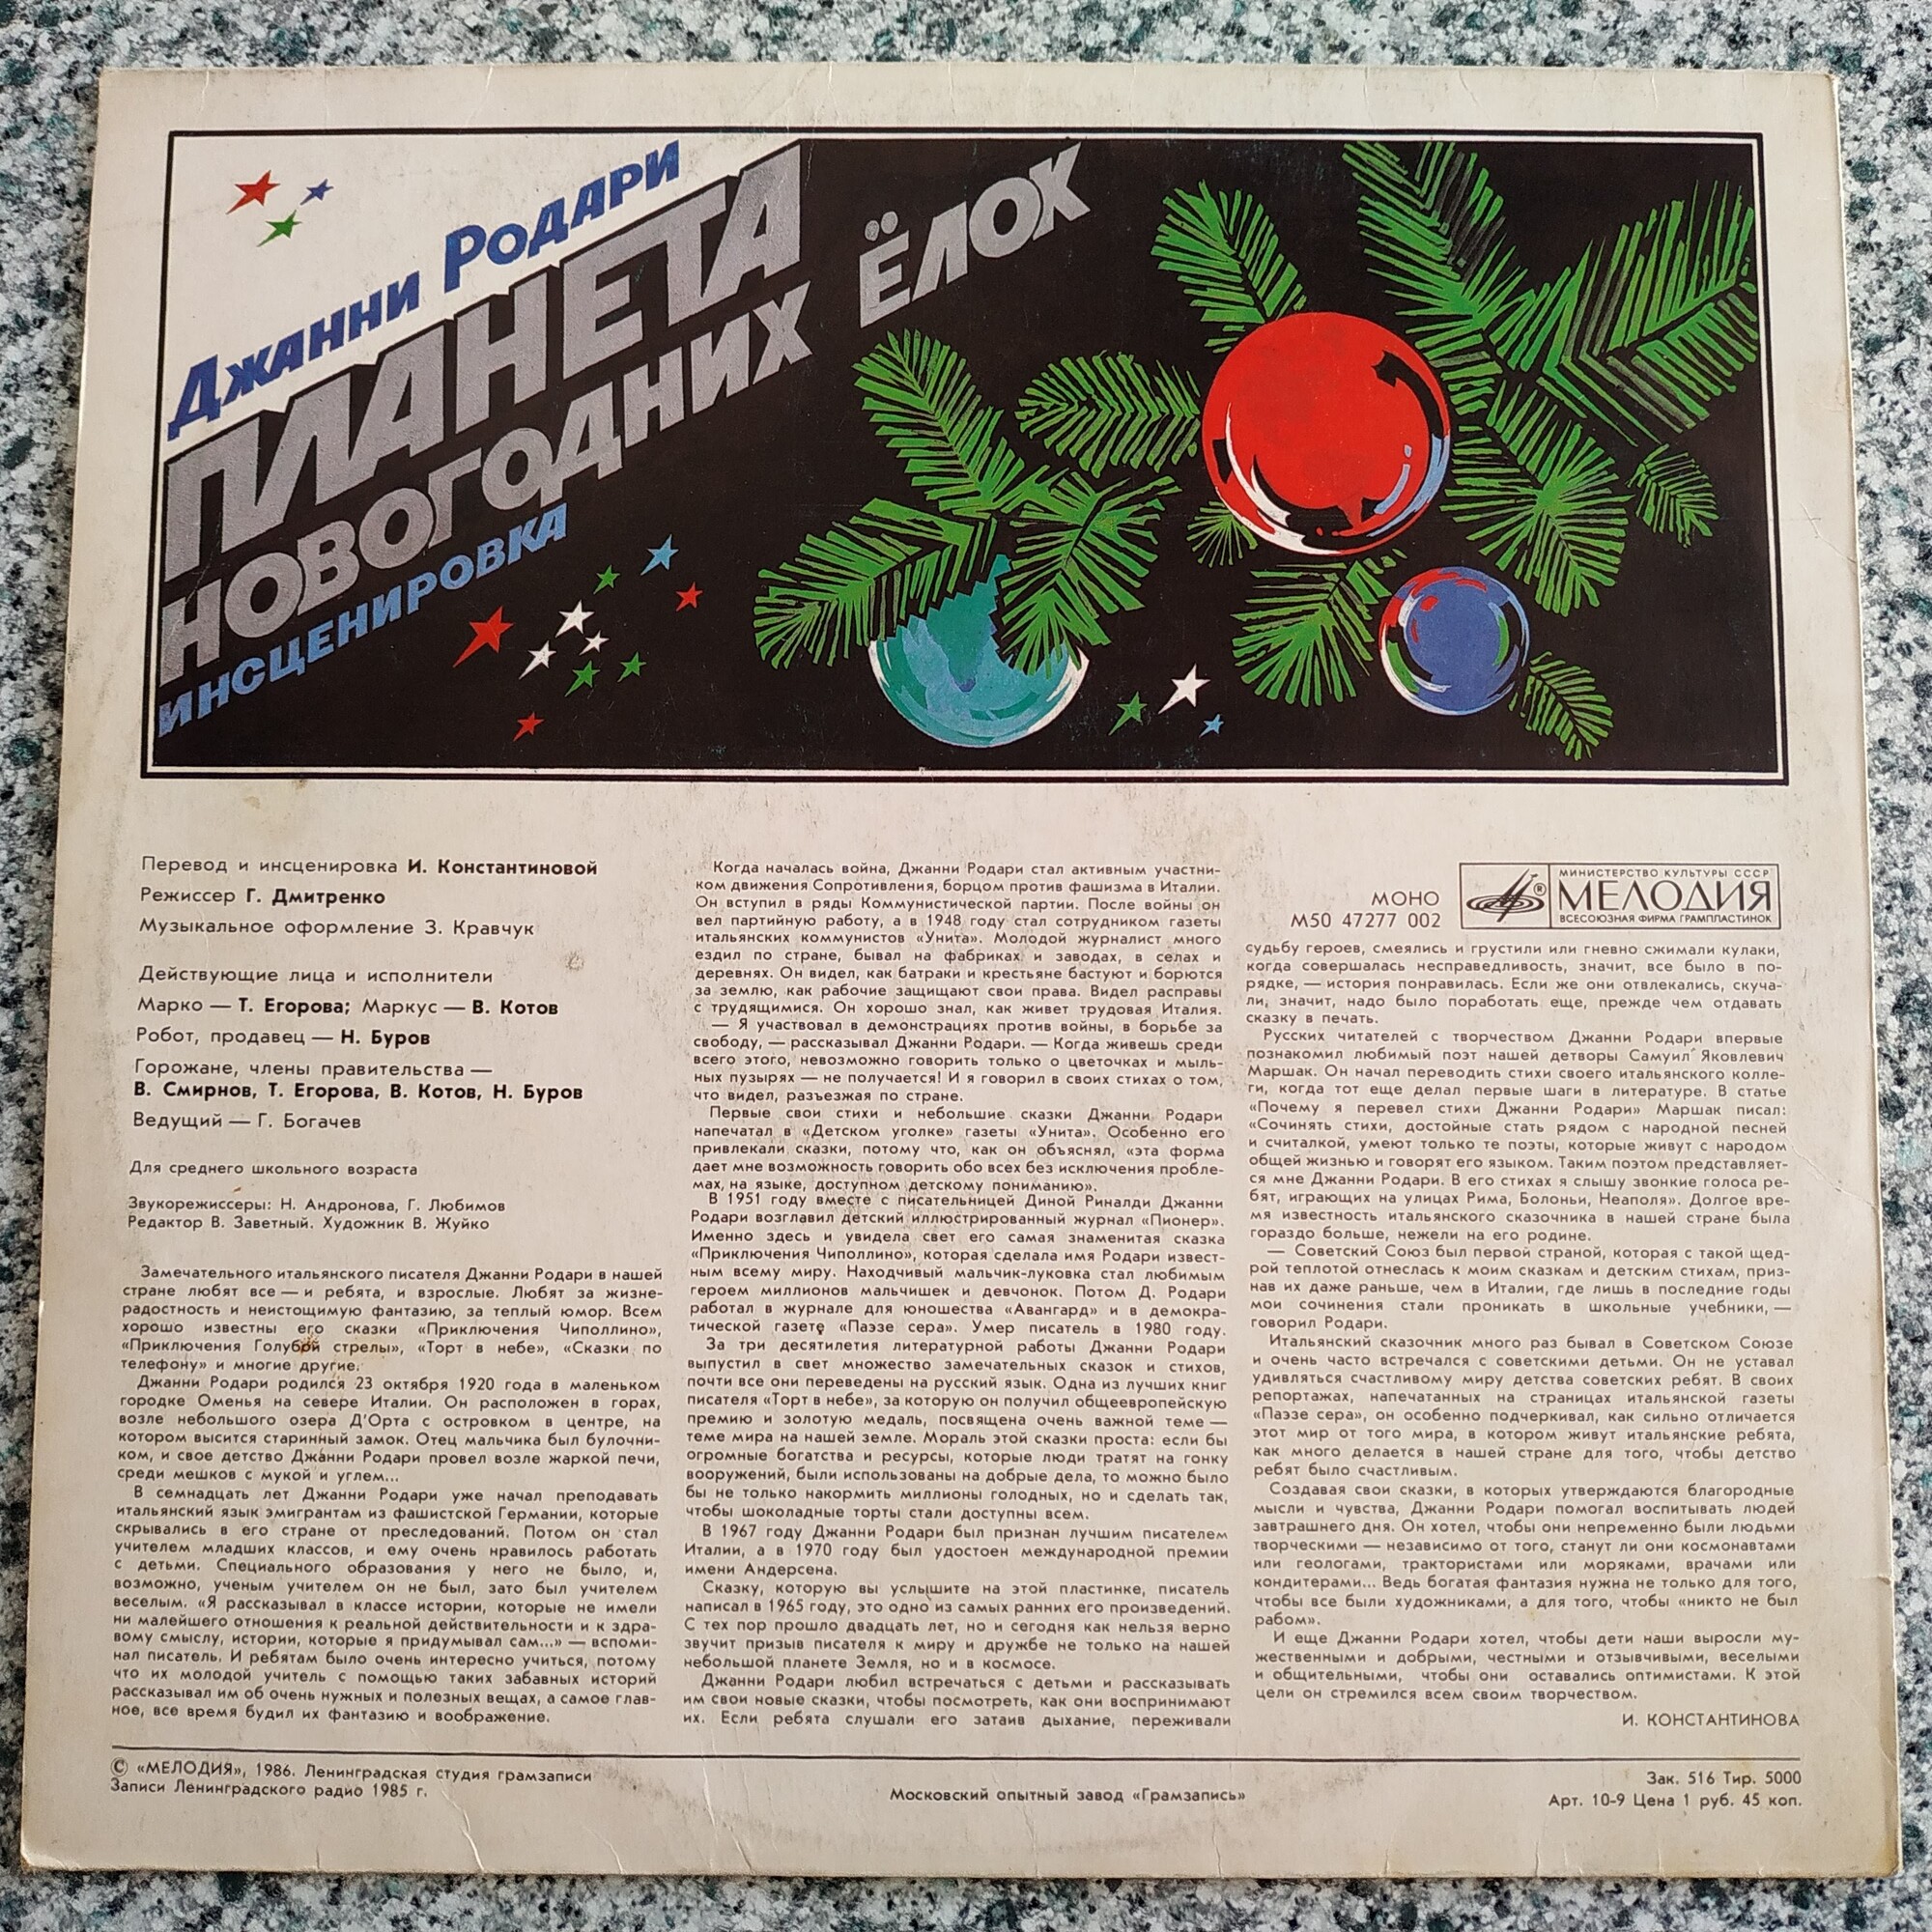 Джанни Родари
ПЛАНЕТА
НОВОГОДНИХ ЁЛОК
ИНСЦЕНИРОВКА
Перевод и инсценировка И. Константиновой
Режиссер Г. Дмитренко
Музыкальное оформление З. Кравчук
Действующие лица и исполнители
Марко — Т. Егорова; Маркус — В. Котов
Робот, продавец — Н. Буров
Горожане, члены правительства —
В. Смирнов, Т. Егорова, В. Котов, Н. Буров
Ведущий — Г. Богачев
Для среднего школьного возраста
Звукорежиссеры: Н. Андронова, Г. Любимов
Редактор В. Заветный. Художник В. Жуйко
Замечательного итальянского писателя Джанни Родари в нашей
стране любят все — и ребята, и взрослые. Любят за жизне-
радостность и неистощимую фантазию, за теплый юмор. Всем
хорошо известны его сказки «Приключения Чиполлино»,
«Приключения Голубой стрелы», «Торт в небе», «Сказки по
телефону» и многие другие.
Джанни Родари родился 23 октября 1920 года в маленьком
городке Оменья на севере Италии. Он расположен в горах,
возле небольшого озера Д'Орта с островком в центре, на
котором высится старинный замок. Отец мальчика был булочни-
ком, и свое детство Джанни Родари провел возле жаркой печи,
среди мешков с мукой и углем...
В семнадцать лет Джанни Родари уже начал преподавать
итальянский язык эмигрантам из фашистской Германии, которые
скрывались в его стране от преследований. Потом он стал
учителем младших классов, и ему очень нравилось работать
с детьми. Специального образования у него не было, и,
возможно, ученым учителем он не был, зато был учителем
веселым. «Я рассказывал в классе истории, которые не имели
ни малейшего отношения к реальной действительности и к здра-
вому смыслу, истории, которые я придумывал сам...» — вспоми-
нал писатель. И ребятам было очень интересно учиться, потому
что их молодой учитель с помощью таких забавных историй
рассказывал им об очень нужных и полезных вещах, а самое глав-
ное, все время будил их фантазию и воображение.
Когда началась война, Джанни Родари стал активным участни-
ком движения Сопротивления, борцом против фашизма в Италии.
Он вступил в ряды Коммунистической партии. После войны он
вел партийную работу, а в 1948 году стал сотрудником газеты
итальянских коммунистов «Унита». Молодой журналист много
ездил по стране, бывал на фабриках и заводах, в селах и
деревнях. Он видел, как батраки и крестьяне бастуют и борются
за землю, как рабочие защищают свои права. Видел расправы
с трудящимися. Он хорошо знал, как живет трудовая Италия.
— Я участвовал в демонстрациях против войны, в борьбе за
свободу, — рассказывал Джанни Родари. — Когда живешь среди
всего этого, невозможно говорить только о цветочках и мыль-
ных пузырях — не получается! И я говорил в своих стихах о том,
что видел, разъезжая по стране.
Первые свои стихи и небольшие сказки Джанни Родари
напечатал в «Детском уголке» газеты «Унита». Особенно его
привлекали сказки, потому что, как он объяснял, «эта форма
дает мне возможность говорить обо всех без исключения пробле-
мах, на языке, доступном детскому пониманию».
В 1951 году вместе с писательницей Диной Риналди Джанни
Родари возглавил детский иллюстрированный журнал «Пионер».
Именно здесь и увидела свет его самая знаменитая сказка
«Приключения Чиполлино», которая сделала имя Родари извест-
ным всему миру. Находчивый мальчик-луковка стал любимым
героем миллионов мальчишек и девчонок. Потом Д. Родари
работал в журнале для юношества «Авангард» и в демокра-
тической газете «Паэзе сера». Умер писатель в 1980 году.
За три десятилетия литературной работы Джанни Родари
выпустил в свет множество замечательных сказок и стихов,
почти все они переведены на русский язык. Одна из лучших книг
писателя «Торт в небе», за которую он получил общеевропейскую
премию и золотую медаль, посвящена очень важной теме —
теме мира на нашей земле. Мораль этой сказки проста: если бы
огромные богатства и ресурсы, которые люди тратят на гонку
вооружений, были использованы на добрые дела, то можно было
бы не только накормить миллионы голодных, но и сделать так,
чтобы шоколадные торты стали доступны всем.
В 1967 году Джанни Родари был признан лучшим писателем
Италии, а в 1970 году был удостоен международной премии
имени Андерсена.
Сказку, которую вы услышите на этой пластинке, писатель
написал в 1965 году, это одно из самых ранних его произведений.
С тех пор прошло двадцать лет, но и сегодня как нельзя верно
звучит призыв писателя к миру и дружбе не только на нашей
небольшой планете Земля, но и в космосе.
Джанни Родари любил встречаться с детьми и рассказывать
им свои новые сказки, чтобы посмотреть, как они воспринимают
их. Если ребята слушали его затаив дыхание, переживали
МОНО
М50 47277 002
МИНИСТЕРСТВО КУЛЬТУРЫ СССР
МЕЛОДИЯ
ВСЕСОЮЗНАЯ ФИРМА ГРАМПЛАСТИНОК
судьбу героев, смеялись и грустили или гневно сжимали кулаки,
когда совершалась несправедливость, значит, все было в по-
рядке, — история понравилась. Если же они отвлекались, скуча-
ли, значит, надо было поработать еще, прежде чем отдавать
сказку в печать.
Русских читателей с творчеством Джанни Родари впервые
познакомил любимый поэт нашей детворы Самуил Яковлевич
Маршак. Он начал переводить стихи своего итальянского колле-
ги, когда тот еще делал первые шаги в литературе. В статье
«Почему я перевел стихи Джанни Родари» Маршак писал:
«Сочинять стихи, достойные стать рядом с народной песней
и считалкой, умеют только те поэты, которые живут с народом
общей жизнью и говорят его языком. Таким поэтом представляет-
ся мне Джанни Родари. В его стихах я слышу звонкие голоса ре-
бят, играющих на улицах Рима, Болоньи, Неаполя». Долгое вре-
мя известность итальянского сказочника в нашей стране была
гораздо больше, нежели на его родине.
— Советский Союз был первой страной, которая с такой щед-
рой теплотой отнеслась к моим сказкам и детским стихам, приз-
нав их даже раньше, чем в Италии, где лишь в последние годы
мои сочинения стали проникать в школьные учебники, —
говорил Родари.
Итальянский сказочник много раз бывал в Советском Союзе
и очень часто встречался с советскими детьми. Он не уставал
удивляться счастливому миру детства советских ребят. В своих
репортажах, напечатанных на страницах итальянской газеты
«Паэзе сера», он особенно подчеркивал, как сильно отличается
этот мир от того мира, в котором живут итальянские ребята,
как много делается в нашей стране для того, чтобы детство
ребят было счастливым.
Создавая свои сказки, в которых утверждаются благородные
мысли и чувства, Джанни Родари помогал воспитывать людей
завтрашнего дня. Он хотел, чтобы они непременно были людьми
творческими — независимо от того, станут ли они космонавтами
или геологами, трактористами или моряками, врачами или
кондитерами... Ведь богатая фантазия нужна не только для того,
чтобы все были художниками, а для того, чтобы «никто не был
рабом».
И еще Джанни Родари хотел, чтобы дети наши выросли му-
жественными и добрыми, честными и отзывчивыми, веселыми
и общительными, чтобы они оставались оптимистами. К этой
цели он стремился всем своим творчеством.
И. КОНСТАНТИНОВА
© «МЕЛОДИЯ», 1986. Ленинградская студия грамзаписи
Записи Ленинградского радио 1985 г.
Московский опытный завод «Грамзапись»
Зак. 516 Тир. 5000
Арт. 10-9 Цена 1 руб. 45 коп.